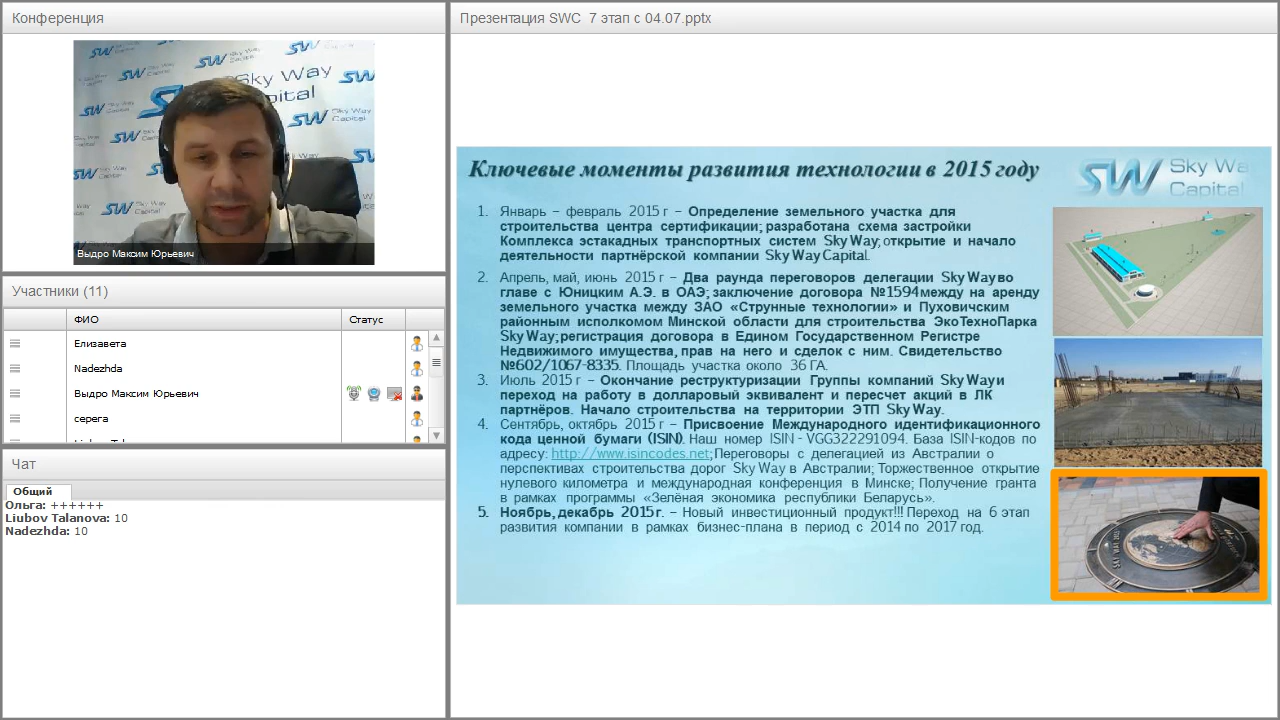 Конференция
Sky Way
Capital
SW
Sky Way
Capital
Выдро Максим Юрьевич
Участники (11)
ФИО
Статус
Елизавета
Nadezhda
Выдро Максим Юрьевич
серега
Чат
Общий
Ольга: ++++++
Liubov Talanova: 10
Nadezhda: 10
Презентация SWC 7 этап с 04.07.pptx
Ключевые моменты развития технологии в 2015 году
SW Sky Wa
Capital
1. Январь – февраль 2015 г – Определение земельного участка для
строительства центра сертификации; разработана схема застройки
Комплекса эстакадных транспортных систем Sky Way; открытие и начало
деятельности партнёрской компании Sky Way Capital.
2. Апрель, май, июнь 2015 г – Два раунда переговоров делегации Sky Way во
главе с Юницким А.Э. в ОАЭ; заключение договора №1594 между на аренду
земельного участка между ЗАО «Струнные технологии» и Пуховичским
районным исполкомом Минской области для строительства ЭкоТехноПарка
Sky Way; регистрация договора в Едином Государственном Регистре
Недвижимого имущества, прав на него и сделок с ним. Свидетельство
№602/1067-8335. Площадь участка около 36 ГА.
3. Июль 2015 г – Окончание реструктуризации Группы компаний Sky Way и
переход на работу в долларовый эквивалент и пересчет акций в ЛК
партнёров. Начало строительства на территории ЭТП Sky Way.
4. Сентябрь, октябрь 2015 г – Присвоение Международного идентификационного
кода ценной бумаги (ISIN). Наш номер ISIN - VGG322291094. База ISIN-кодов по
адресу: http://www.isincodes.net; Переговоры с делегацией из Австралии о
перспективах строительства дорог Sky Way в Австралии; Торжественное открытие
нулевого километра и международная конференция в Минске; Получение гранта
в рамках программы «Зелёная экономика республики Беларусь».
5. Ноябрь, декабрь 2015 г. – Новый инвестиционный продукт!!! Переход на 6 этап
развития компании в рамках бизнес-плана в период с 2014 по 2017 год.